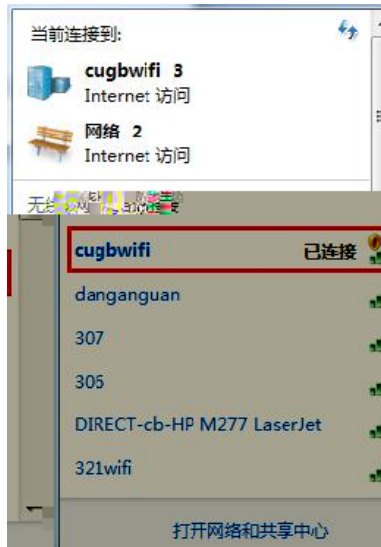 当前连接到:
cugbwifi 3
Internet 访问
网络 2
Internet 访问
cugbwifi 已连接
danganguan
307
306
DIRECT-cb-HP M277 LaserJet
321wifi
打开网络和共享中心